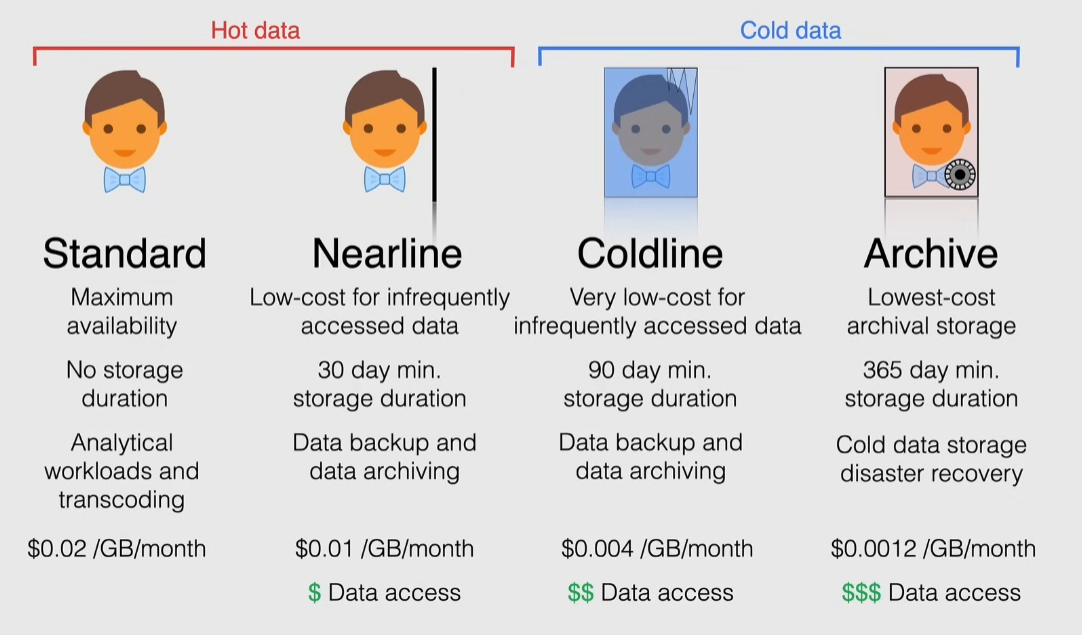 Hot data
Cold data
Standard
Maximum
availability
No storage
duration
Analytical
workloads and
transcoding
$0.02 /GB/month
Nearline
Low-cost for infrequently
accessed data
30 day min.
storage duration
Data backup and
data archiving
$0.01 /GB/month
$ Data access
Coldline
Very low-cost for
infrequently accessed data
90 day min.
storage duration
Data backup and
data archiving
$0.004 /GB/month
$$ Data access
Archive
Lowest-cost
archival storage
365 day min.
storage duration
Cold data storage
disaster recovery
$0.0012 /GB/month
$$$ Data access